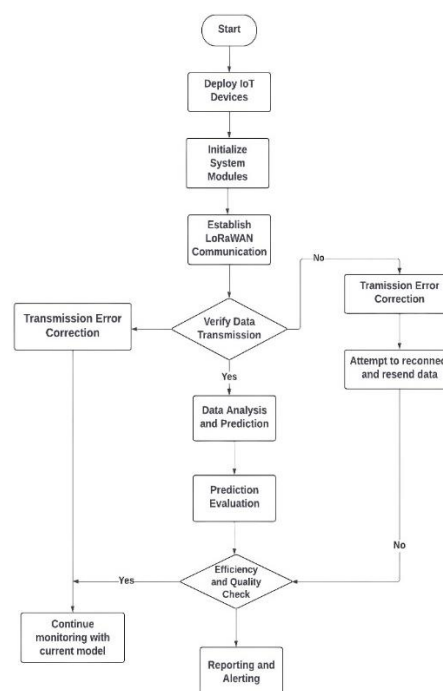 Start
Deploy IoT
Devices
Initialize
System
Modules
Establish
LoRaWAN
Communication
No
Tramission Error
Correction
Transmission Error
Correction
Verify Data
Transmission
Attempt to reconnec
and resend data
Yes
Data Analysis
and Prediction
Prediction
Evaluation
No
Efficiency
and Quality
Check
Yes
Continue
monitoring with
current model
Reporting and
Alerting